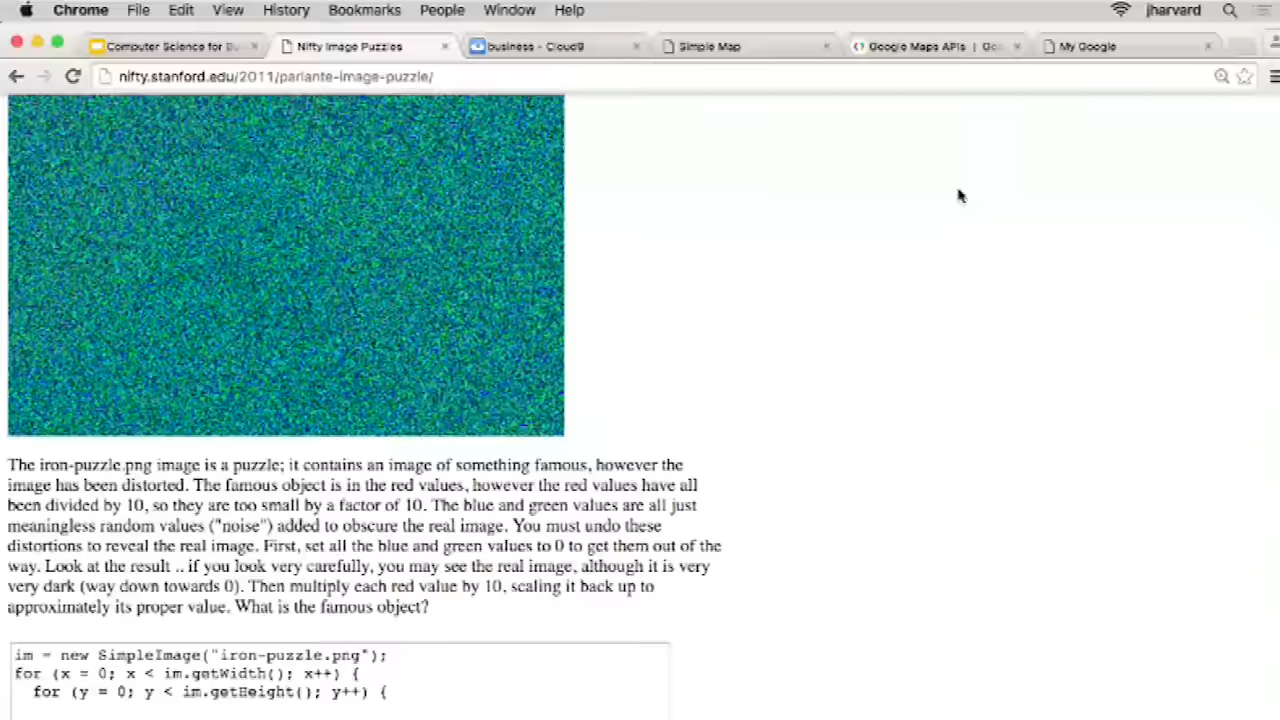 Chrome File Edit View History Bookmarks People Window Help jharvard
Computer Science for Bu Nifty Image Puzzles business - Cloud9 Simple Map Google Maps APIs | Go My Google
nifty.stanford.edu/2011/parlante-image-puzzle/
The iron-puzzle.png image is a puzzle; it contains an image of something famous, however the
image has been distorted. The famous object is in the red values, however the red values have all
been divided by 10, so they are too small by a factor of 10. The blue and green values are all just
meaningless random values ("noise") added to obscure the real image. You must undo these
distortions to reveal the real image. First, set all the blue and green values to 0 to get them out of the
way. Look at the result .. if you look very carefully, you may see the real image, although it is very
very dark (way down towards 0). Then multiply each red value by 10, scaling it back up to
approximately its proper value. What is the famous object?
im = new SimpleImage("iron-puzzle.png");
for (x = 0; x < im.getWidth(); x++) {
for (y = 0; y < im.getHeight(); y++) {